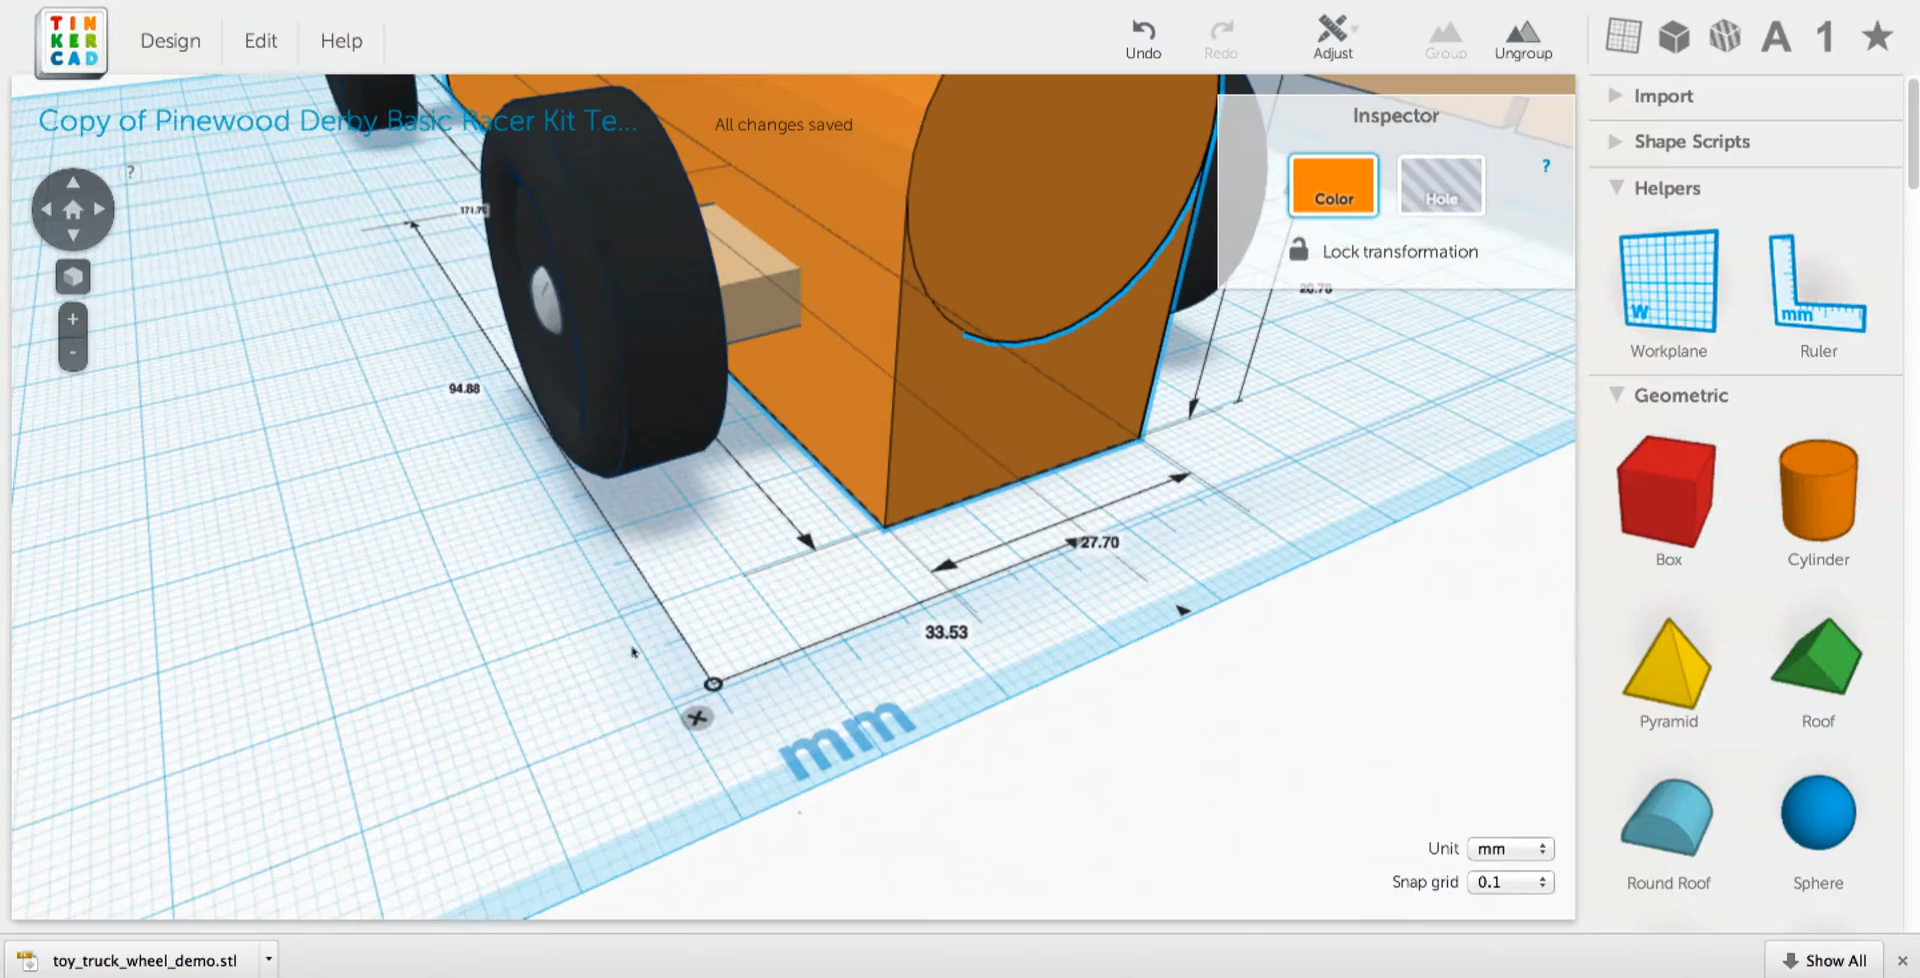 TIN
KER
CAD
Design
Edit
Help
Undo
Redo
Adjust
Group
Ungroup
A
1
Copy of Pinewood Derby Basic Racer Kit Te...
All changes saved
?
+
-
171.70
94.88
27.70
33.53
20.70
mm
Inspector
Color
Hole
?
Lock transformation
Unit
mm
Snap grid
0.1
Import
Shape Scripts
Helpers
W
mm
Workplane
Ruler
Geometric
Box
Cylinder
Pyramid
Roof
Round Roof
Sphere
toy_truck_wheel_demo.stl
Show All